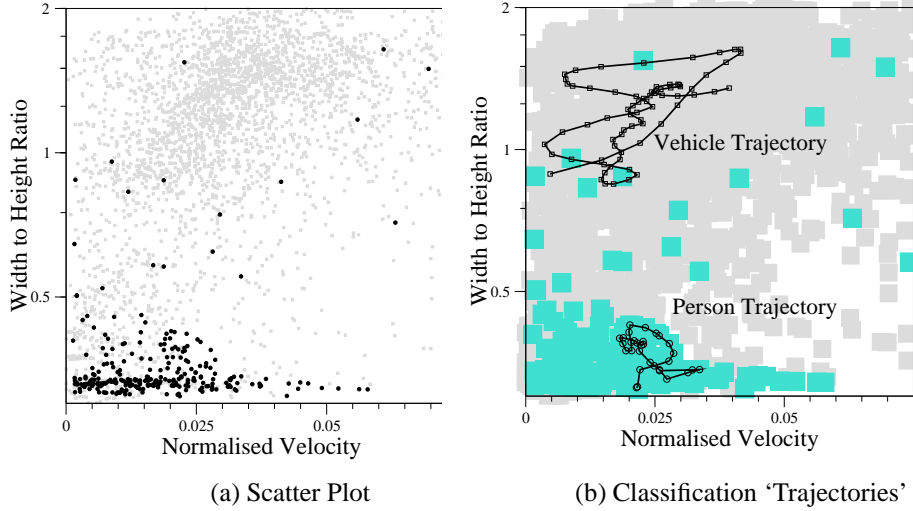 2
1
0.5
Width to Height Ratio
0
0.025
0.05
Normalised Velocity
(a) Scatter Plot
2
1
0.5
Width to Height Ratio
Vehicle Trajectory
Person Trajectory
0
0.025
0.05
Normalised Velocity
(b) Classification ‘Trajectories’